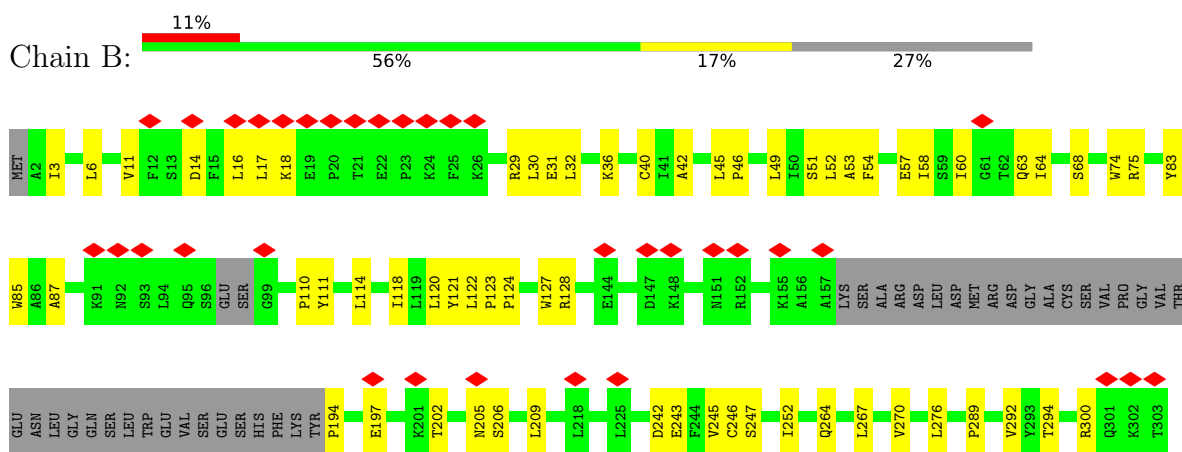 11%
Chain B:
56% 17% 27%
MET A2 I3 L6 V11 F12 S13 D14 F15 L16 L17 K18 E19 P20 T21 E22 P23 K24 F25 K26 R29 L30 E31 L32 K36 C40 I41 A42 L45 P46 L49 I50 S51 L52 A53 F54 E57 I58 S59 I60 G61 T62 Q63 I64 S68 W74 R75 Y83
W85 A86 A87 K91 N92 S93 L94 Q95 S96 GLU SER G99 P110 Y111 L114 I118 L119 L120 Y121 L122 P123 P124 W127 R128 E144 D147 K148 N151 R152 K155 A156 A157 LYS SER ALA ARG ASP LEU ASP MET ARG ASP GLY ALA CYS SER VAL PRO GLY VAL THR
GLU ASN LEU GLY GLN SER LEU TRP GLU VAL SER GLU SER HIS PHE LYS TYR P194 E197 K201 T202 N205 S206 L209 L218 L225 D242 E243 F244 V245 C246 S247 I252 Q264 L267 V270 L276 P289 V292 Y293 T294 R300 Q301 K302 T303